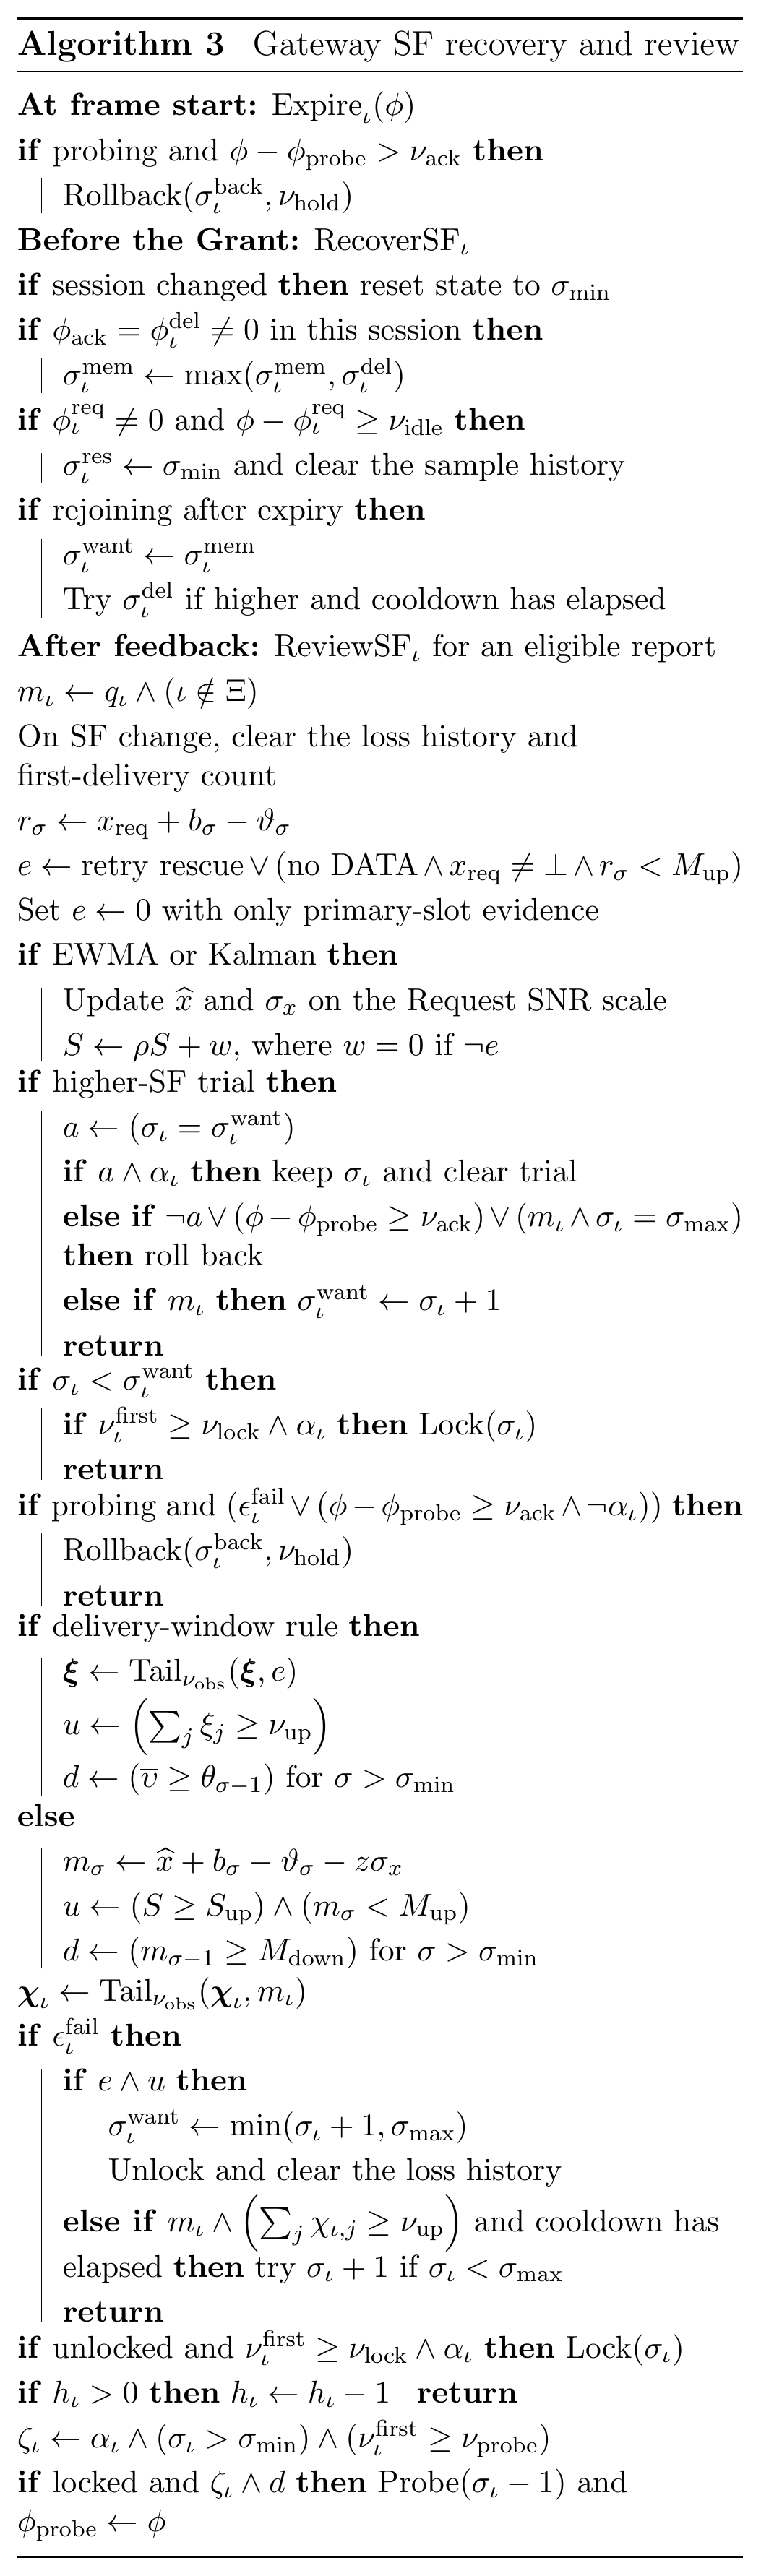 Algorithm 3 Gateway SF recovery and review
At frame start: Expire_ι(ϕ)
if probing and ϕ − ϕ_probe > ν_ack then
Rollback(σ_ι^back, ν_hold)
Before the Grant: RecoverSF_ι
if session changed then reset state to σ_min
if ϕ_ack = ϕ_ι^del ≠ 0 in this session then
σ_ι^mem ← max(σ_ι^mem, σ_ι^del)
if ϕ_ι^req ≠ 0 and ϕ − ϕ_ι^req ≥ ν_idle then
σ_ι^res ← σ_min and clear the sample history
if rejoining after expiry then
σ_ι^want ← σ_ι^mem
Try σ_ι^del if higher and cooldown has elapsed
After feedback: ReviewSF_ι for an eligible report
m_ι ← q_ι ∧ (ι ∉ Ξ)
On SF change, clear the loss history and
first-delivery count
r_σ ← x_req + b_σ − ϑ_σ
e ← retry rescue ∨ (no DATA ∧ x_req ≠ ⊥ ∧ r_σ < M_up)
Set e ← 0 with only primary-slot evidence
if EWMA or Kalman then
Update x̂ and σ_x on the Request SNR scale
S ← ρS + w, where w = 0 if ¬e
if higher-SF trial then
a ← (σ_ι = σ_ι^want)
if a ∧ α_ι then keep σ_ι and clear trial
else if ¬a ∨ (ϕ − ϕ_probe ≥ ν_ack) ∨ (m_ι ∧ σ_ι = σ_max)
then roll back
else if m_ι then σ_ι^want ← σ_ι + 1
return
if σ_ι < σ_ι^want then
if ν_ι^first ≥ ν_lock ∧ α_ι then Lock(σ_ι)
return
if probing and (ϵ_ι^fail ∨ (ϕ − ϕ_probe ≥ ν_ack ∧ ¬α_ι)) then
Rollback(σ_ι^back, ν_hold)
return
if delivery-window rule then
ξ ← Tail_ν_obs(ξ, e)
u ← (∑_j ξ_j ≥ ν_up)
d ← (v̅ ≥ θ_σ−1) for σ > σ_min
else
m_σ ← x̂ + b_σ − ϑ_σ − zσ_x
u ← (S ≥ S_up) ∧ (m_σ < M_up)
d ← (m_σ−1 ≥ M_down) for σ > σ_min
χ_ι ← Tail_ν_obs(χ_ι, m_ι)
if ϵ_ι^fail then
if e ∧ u then
σ_ι^want ← min(σ_ι + 1, σ_max)
Unlock and clear the loss history
else if m_ι ∧ (∑_j χ_ι,j ≥ ν_up) and cooldown has
elapsed then try σ_ι + 1 if σ_ι < σ_max
return
if unlocked and ν_ι^first ≥ ν_lock ∧ α_ι then Lock(σ_ι)
if h_ι > 0 then h_ι ← h_ι − 1 return
ζ_ι ← α_ι ∧ (σ_ι > σ_min) ∧ (ν_ι^first ≥ ν_probe)
if locked and ζ_ι ∧ d then Probe(σ_ι − 1) and
ϕ_probe ← ϕ